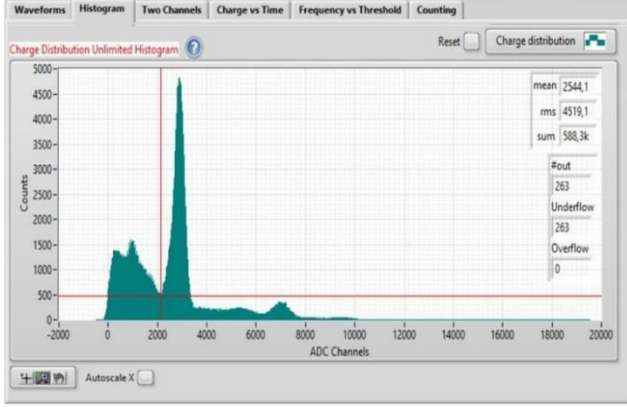 Waveforms Histogram Two Channels Charge vs Time Frequency vs Threshold Counting
Charge Distribution Unlimited Histogram ? Reset Charge distribution
5000
4500
4000
3500
3000
2500
2000
1500
1000
500
0
Counts
mean 2544,1
rms 4519,1
sum 588,3k
#out
263
Underflow
263
Overflow
0
-2000 0 2000 4000 6000 8000 10000 12000 14000 16000 18000 20000
ADC Channels
Autoscale X